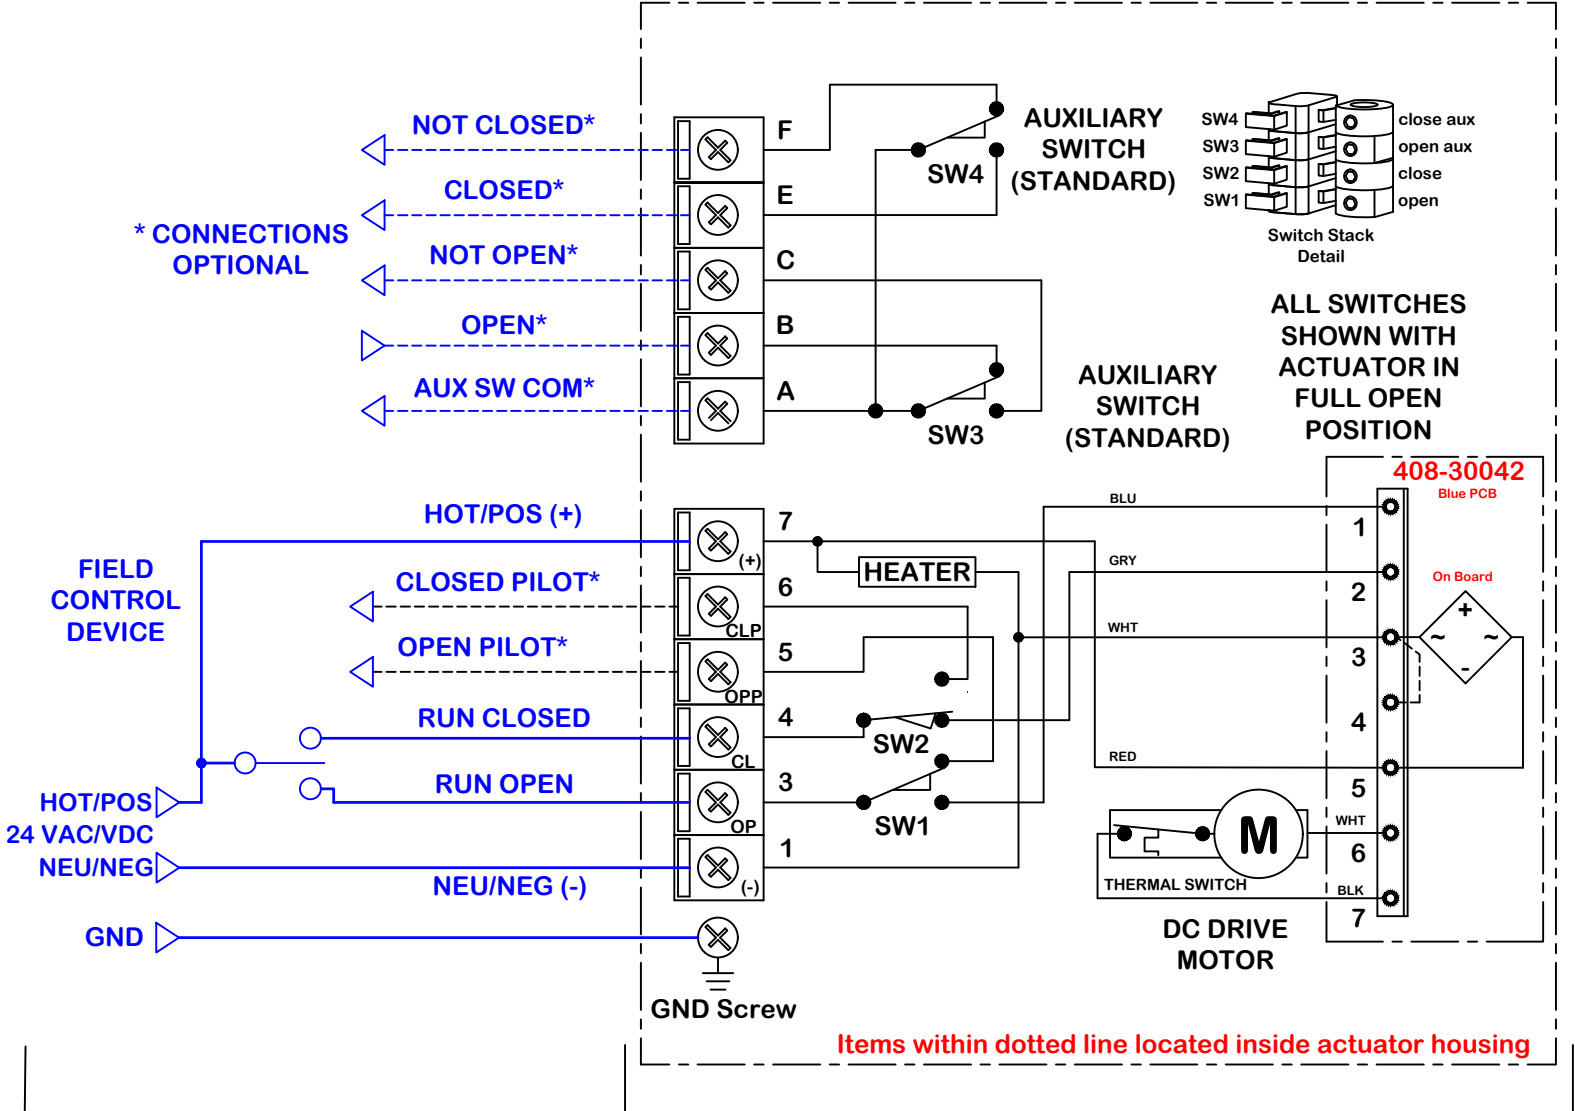 NOT CLOSED*
CLOSED*
* CONNECTIONS
OPTIONAL
NOT OPEN*
OPEN*
AUX SW COM*
F
E
C
B
A
SW4
AUXILIARY
SWITCH
(STANDARD)
SW3
AUXILIARY
SWITCH
(STANDARD)
SW4
SW3
SW2
SW1
close aux
open aux
close
open
Switch Stack
Detail
ALL SWITCHES
SHOWN WITH
ACTUATOR IN
FULL OPEN
POSITION
HOT/POS (+)
FIELD
CONTROL
DEVICE
CLOSED PILOT*
OPEN PILOT*
RUN CLOSED
RUN OPEN
HOT/POS
24 VAC/VDC
NEU/NEG
NEU/NEG (-)
GND
7
(+)
6
CLP
5
OPP
4
CL
3
OP
1
(-)
GND Screw
HEATER
SW2
SW1
BLU
GRY
WHT
RED
WHT
BLK
THERMAL SWITCH
M
DC DRIVE
MOTOR
408-30042
Blue PCB
On Board
1
2
3
4
5
6
7
+
~ ~
-
Items within dotted line located inside actuator housing